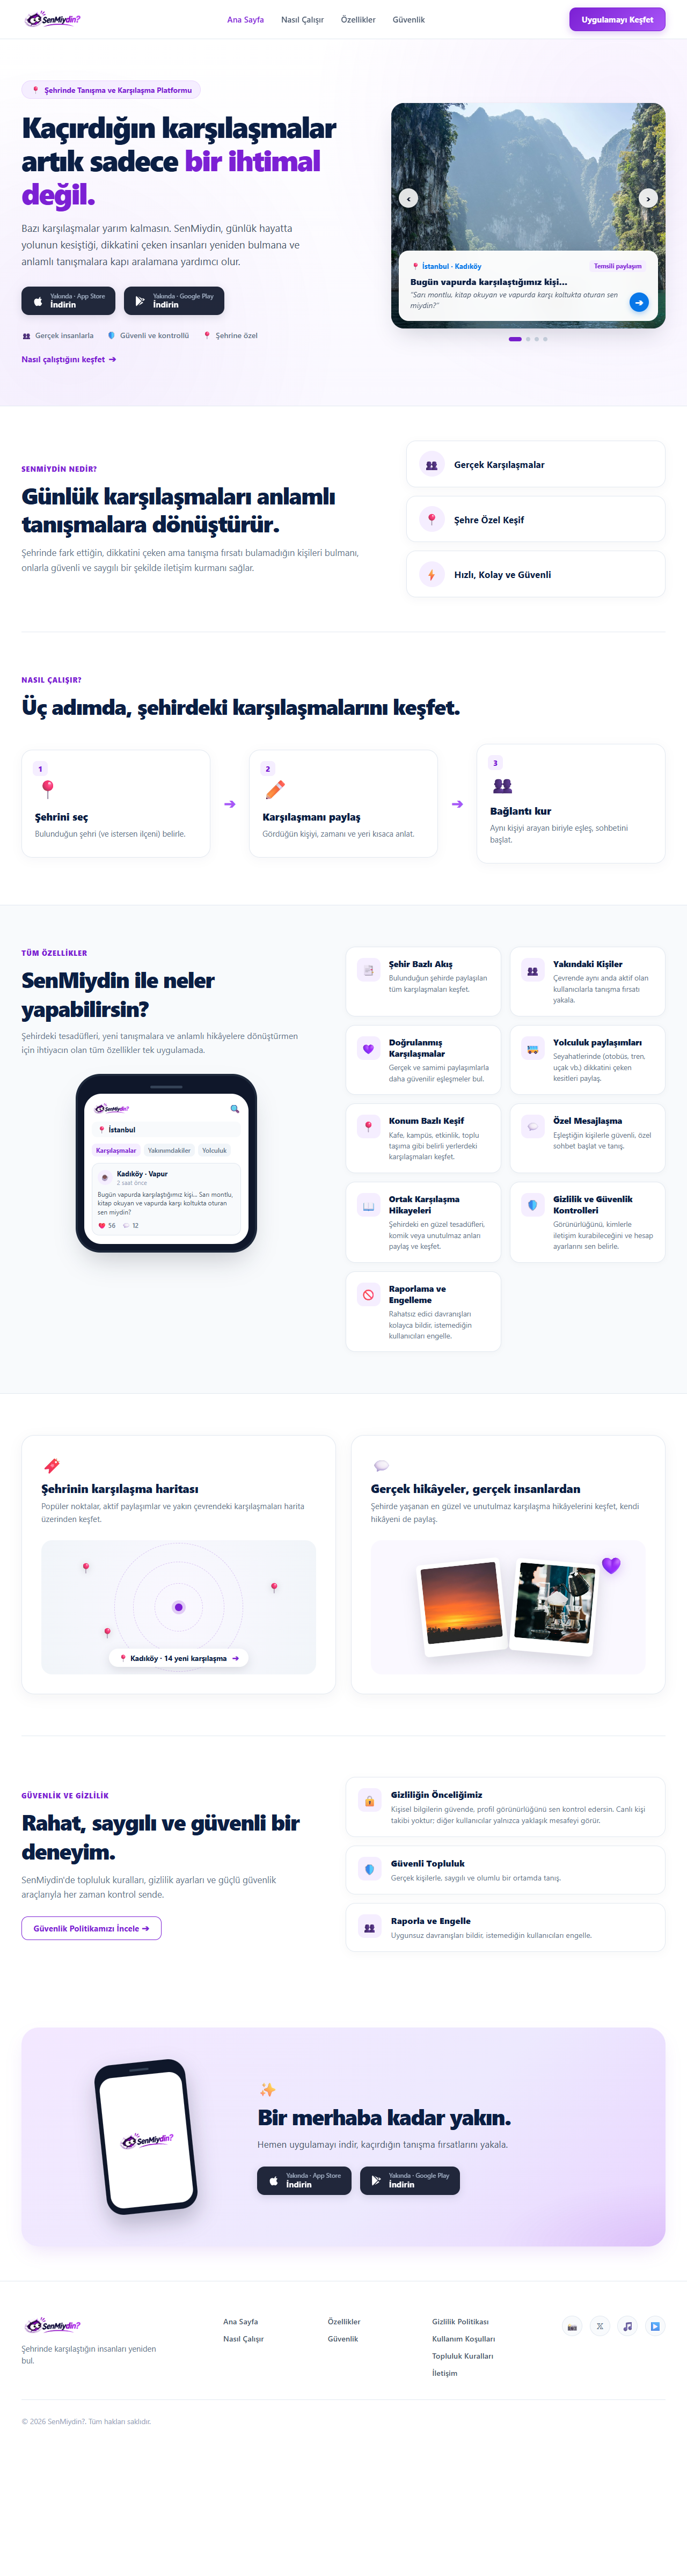 SenMiydin?
Ana Sayfa
Nasıl Çalışır
Özellikler
Güvenlik
Uygulamayı Keşfet
Şehrinde Tanışma ve Karşılaşma Platformu
Kaçırdığın karşılaşmalar
artık sadece bir ihtimal
değil.
Bazı karşılaşmalar yarım kalmasın. SenMiydin, günlük hayatta
yolunun kesiştiği, dikkatini çeken insanları yeniden bulmana ve
anlamlı tanışmalara kapı aralamana yardımcı olur.
Yakında · App Store
İndirin
Yakında · Google Play
İndirin
Gerçek insanlarla
Güvenli ve kontrollü
Şehrine özel
Nasıl çalıştığını keşfet →
İstanbul · Kadıköy
Temsili paylaşım
Bugün vapurda karşılaştığımız kişi...
"Sarı montlu, kitap okuyan ve vapurda karşı koltukta oturan sen
miydin?"
SENMİYDİN NEDİR?
Günlük karşılaşmaları anlamlı
tanışmalara dönüştürür.
Şehrinde fark ettiğin, dikkatini çeken ama tanışma fırsatı bulamadığın kişileri bulmanı,
onlarla güvenli ve saygılı bir şekilde iletişim kurmanı sağlar.
Gerçek Karşılaşmalar
Şehre Özel Keşif
Hızlı, Kolay ve Güvenli
NASIL ÇALIŞIR?
Üç adımda, şehirdeki karşılaşmalarını keşfet.
1
Şehrini seç
Bulunduğun şehri (ve istersen ilçeni) belirle.
2
Karşılaşmanı paylaş
Gördüğün kişiyi, zamanı ve yeri kısaca anlat.
3
Bağlantı kur
Aynı kişiyi arayan biriyle eşleş, sohbetini
başlat.
TÜM ÖZELLİKLER
SenMiydin ile neler
yapabilirsin?
Şehirdeki tesadüfleri, yeni tanışmalara ve anlamlı hikâyelere dönüştürmen
için ihtiyacın olan tüm özellikler tek uygulamada.
SenMiydin?
İstanbul
Karşılaşmalar
Yakınımdakiler
Yolculuk
Kadıköy · Vapur
2 saat önce
Bugün vapurda karşılaştığımız kişi... Sarı montlu,
kitap okuyan ve vapurda karşı koltukta oturan
sen miydin?
56
12
Şehir Bazlı Akış
Bulunduğun şehirde paylaşılan
tüm karşılaşmaları keşfet.
Yakındaki Kişiler
Çevrende aynı anda aktif olan
kullanıcılarla tanışma fırsatı
yakala.
Doğrulanmış
Karşılaşmalar
Gerçek ve samimi paylaşımlarla
daha güvenilir eşleşmeler bul.
Yolculuk paylaşımları
Seyahatlerinde (otobüs, tren,
uçak vb.) dikkatini çeken
kesitleri paylaş.
Konum Bazlı Keşif
Kafe, kampüs, etkinlik, toplu
taşıma gibi belirli yerlerdeki
karşılaşmaları keşfet.
Özel Mesajlaşma
Eşleştiğin kişilerle güvenli, özel
sohbet başlat ve tanış.
Ortak Karşılaşma
Hikayeleri
Şehirdeki en güzel tesadüfleri,
komik veya unutulmaz anları
paylaş ve keşfet.
Gizlilik ve Güvenlik
Kontrolleri
Görünürlüğünü, kimlerle
iletişim kurabileceğini ve hesap
ayarlarını sen belirle.
Raporlama ve
Engelleme
Rahatsız edici davranışları
kolayca bildir, istemediğin
kullanıcıları engelle.
Şehrinin karşılaşma haritası
Popüler noktalar, aktif paylaşımlar ve yakın çevrendeki karşılaşmaları harita
üzerinden keşfet.
Kadıköy · 14 yeni karşılaşma →
Gerçek hikâyeler, gerçek insanlardan
Şehirde yaşanan en güzel ve unutulmaz karşılaşma hikâyelerini keşfet, kendi
hikâyeni de paylaş.
GÜVENLİK VE GİZLİLİK
Rahat, saygılı ve güvenli bir
deneyim.
SenMiydin'de topluluk kuralları, gizlilik ayarları ve güçlü güvenlik
araçlarıyla her zaman kontrol sende.
Güvenlik Politikamızı İncele →
Gizliliğin Önceliğimiz
Kişisel bilgilerin güvende, profil görünürlüğünü sen kontrol edersin. Canlı kişi
takibi yoktur; diğer kullanıcılar yalnızca yaklaşık mesafeyi görür.
Güvenli Topluluk
Gerçek kişilerle, saygılı ve olumlu bir ortamda tanış.
Raporla ve Engelle
Uygunsuz davranışları bildir, istemediğin kullanıcıları engelle.
SenMiydin?
Bir merhaba kadar yakın.
Hemen uygulamayı indir, kaçırdığın tanışma fırsatlarını yakala.
Yakında · App Store
İndirin
Yakında · Google Play
İndirin
SenMiydin?
Şehrinde karşılaştığın insanları yeniden
bul.
Ana Sayfa
Nasıl Çalışır
Özellikler
Güvenlik
Gizlilik Politikası
Kullanım Koşulları
Topluluk Kuralları
İletişim
© 2026 SenMiydin?. Tüm hakları saklıdır.